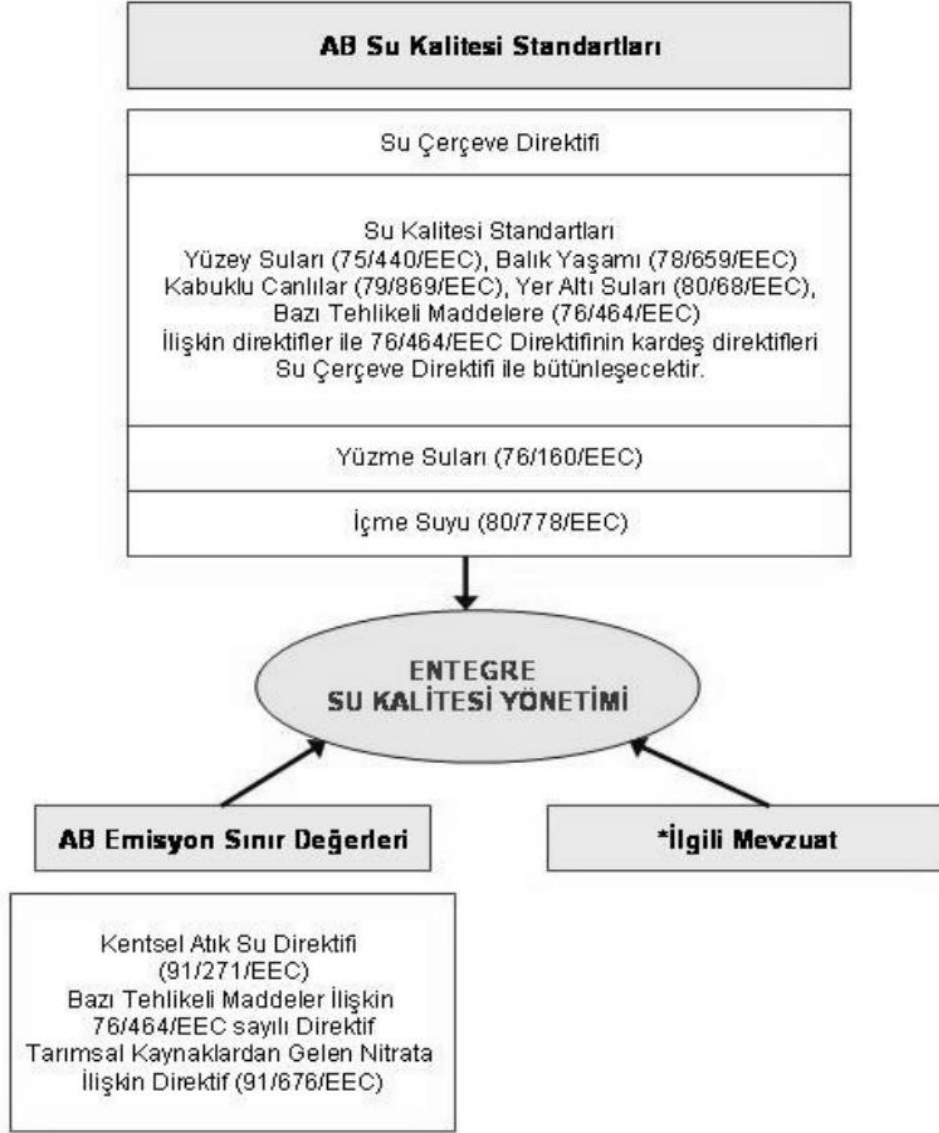 AB Su Kalitesi Standartları
Su Çerçeve Direktifi
Su Kalitesi Standartları
Yüzey Suları (75/440/EEC), Balık Yaşamı (78/659/EEC)
Kabuklu Canlılar (79/869/EEC), Yer Altı Suları (80/68/EEC),
Bazı Tehlikeli Maddelere (76/464/EEC)
İlişkin direktifler ile 76/464/EEC Direktifinin kardeş direktifleri
Su Çerçeve Direktifi ile bütünleşecektir.
Yüzme Suları (76/160/EEC)
İçme Suyu (80/778/EEC)
ENTEGRE
SU KALİTESİ YÖNETİMİ
AB Emisyon Sınır Değerleri
*İlgili Mevzuat
Kentsel Atık Su Direktifi
(91/271/EEC)
Bazı Tehlikeli Maddeler İlişkin
76/464/EEC sayılı Direktif
Tarımsal Kaynaklardan Gelen Nitrata
İlişkin Direktif (91/676/EEC)